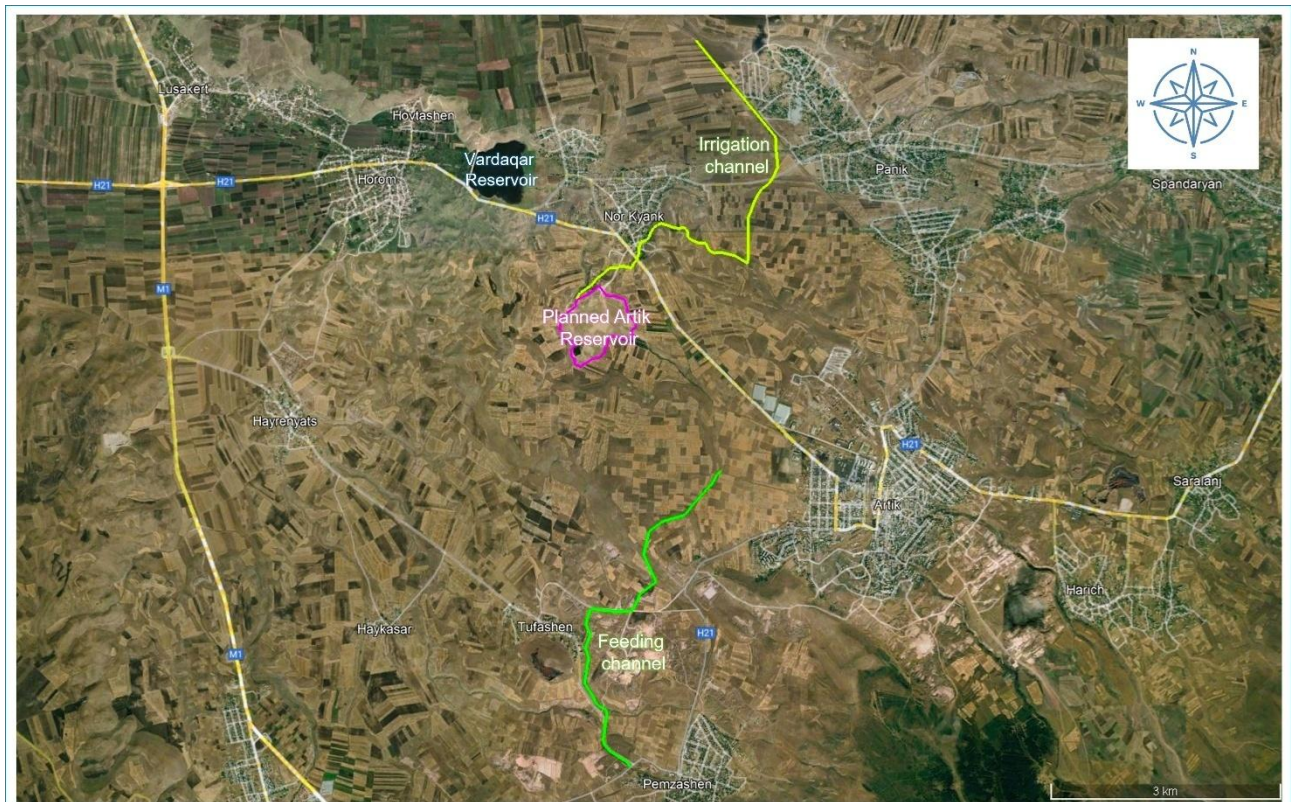 N
W
E
S
Lusakert
Hovtashen
Vardaqar
Reservoir
Irrigation
channel
Panik
Spandaryan
H21
H21
Horom
H21
Nor Kyank
M1
Planned Artik
Reservoir
Hayrenyats
H21
Saralanj
Artik
Harich
Tufashen
Haykasar
H21
Feeding
channel
M1
Pemzashen
3 km